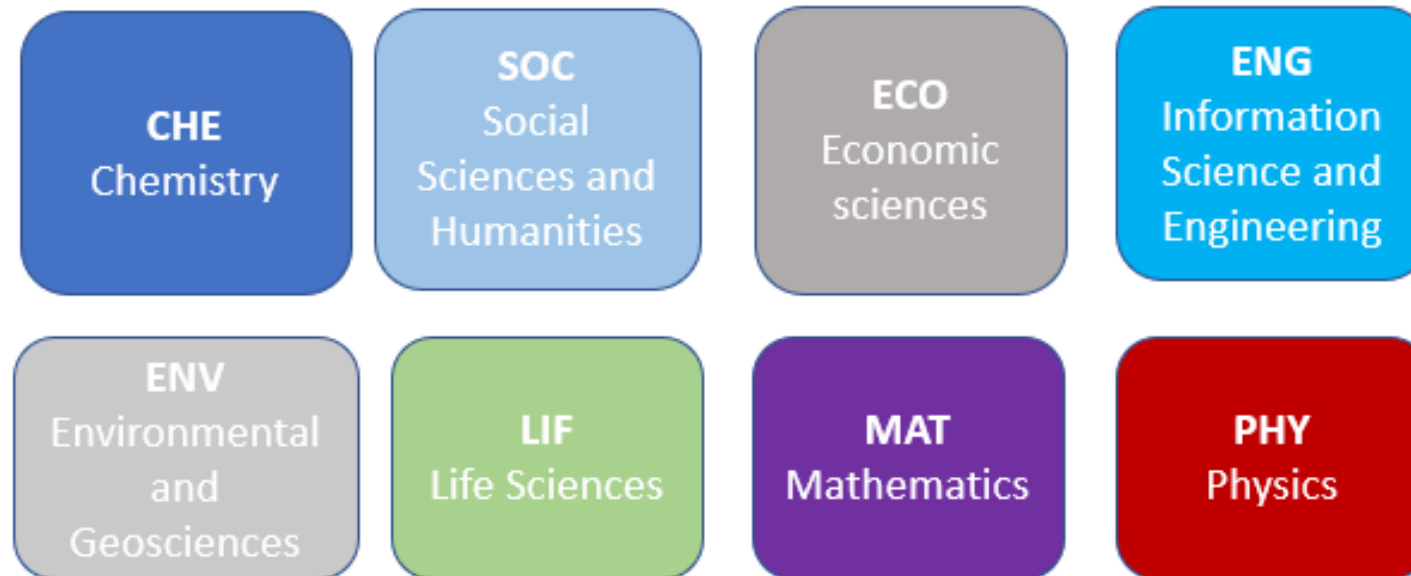 CHE
Chemistry
SOC
Social
Sciences and
Humanities
ECO
Economic
sciences
ENG
Information
Science and
Engineering
ENV
Environmental
and
Geosciences
LIF
Life Sciences
MAT
Mathematics
PHY
Physics